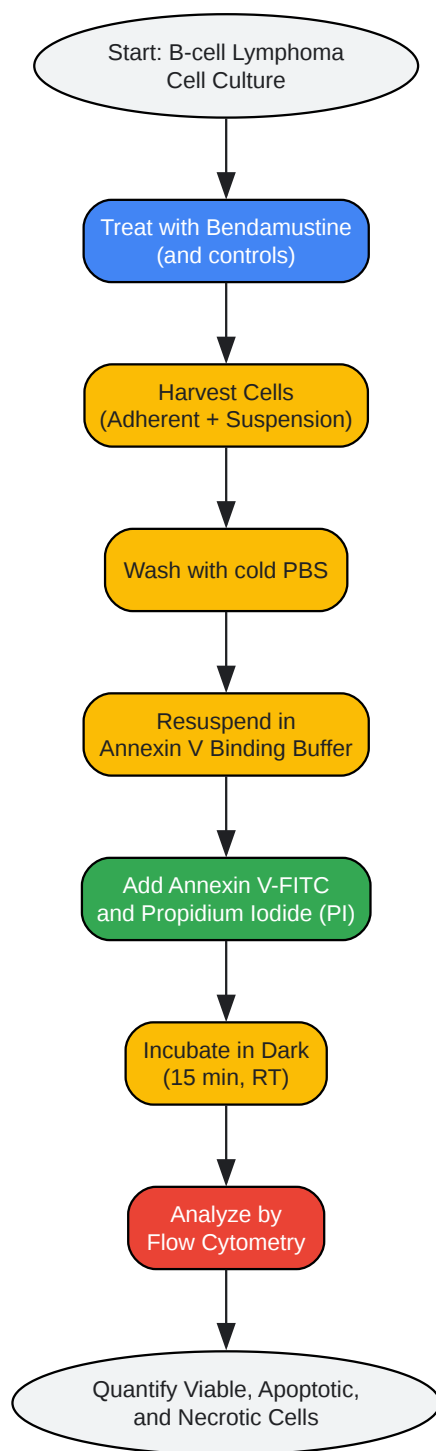 Start: B-cell Lymphoma
Cell Culture
Treat with Bendamustine
(and controls)
Harvest Cells
(Adherent + Suspension)
Wash with cold PBS
Resuspend in
Annexin V Binding Buffer
Add Annexin V-FITC
and Propidium Iodide (PI)
Incubate in Dark
(15 min, RT)
Analyze by
Flow Cytometry
Quantify Viable, Apoptotic,
and Necrotic Cells